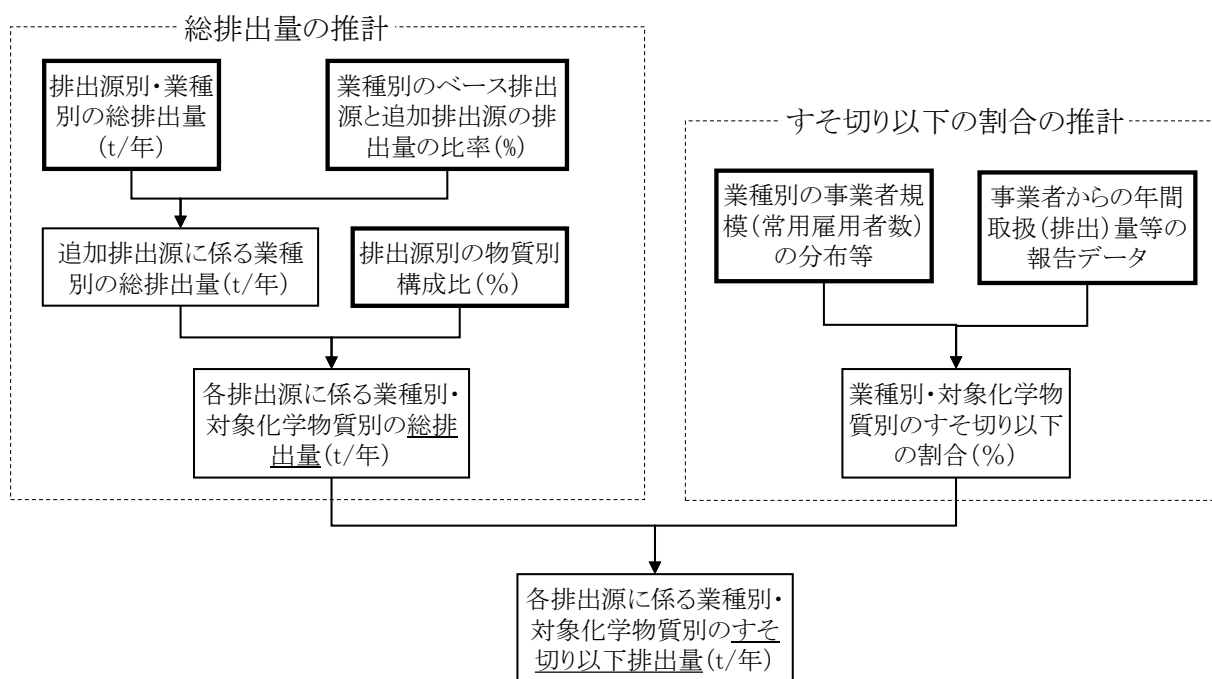 総排出量の推計
排出源別・業種
別の総排出量
(t/年)
業種別のベース排出
源と追加排出源の排
出量の比率(%)
追加排出源に係る業種
別の総排出量(t/年)
排出源別の物質別
構成比(%)
各排出源に係る業種別・
対象化学物質別の総排
出量(t/年)
すそ切り以下の割合の推計
業種別の事業者規
模(常用雇用者数)
の分布等
事業者からの年間
取扱(排出)量等の
報告データ
業種別・対象化学物
質別のすそ切り以下
の割合(%)
各排出源に係る業種別・
対象化学物質別のすそ
切り以下排出量(t/年)